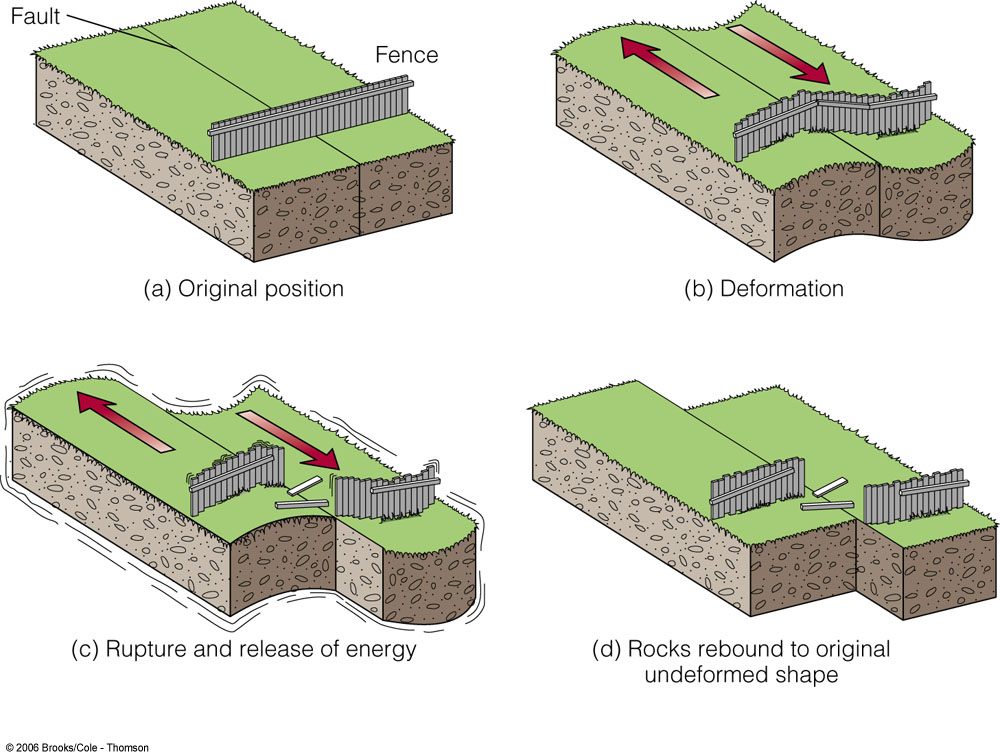 Fault
Fence
(a) Original position
(b) Deformation
(c) Rupture and release of energy
(d) Rocks rebound to original
undeformed shape
© 2006 Brooks/Cole - Thomson